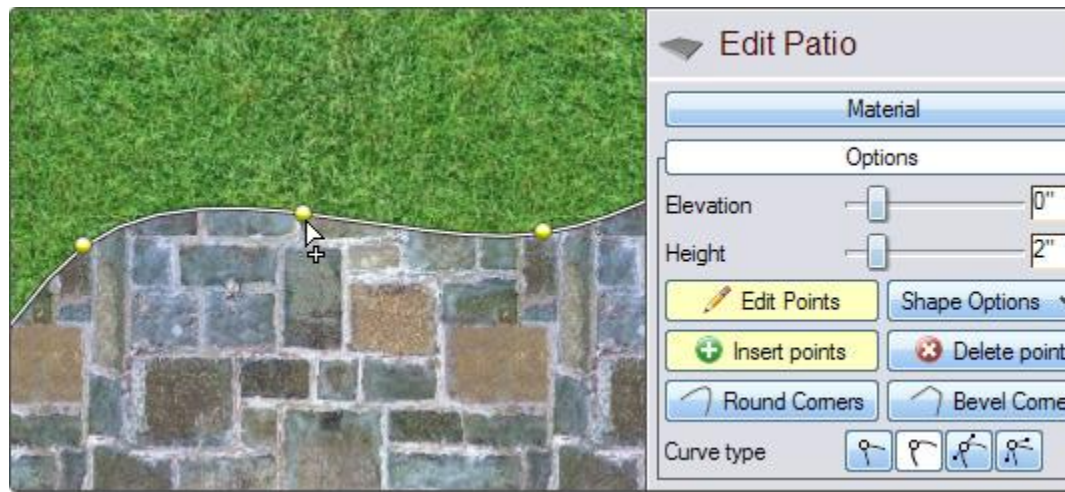 Edit Patio
Material
Options
Elevation 0"
Height 2"
Edit Points Shape Options
Insert points Delete point
Round Corners Bevel Corne
Curve type